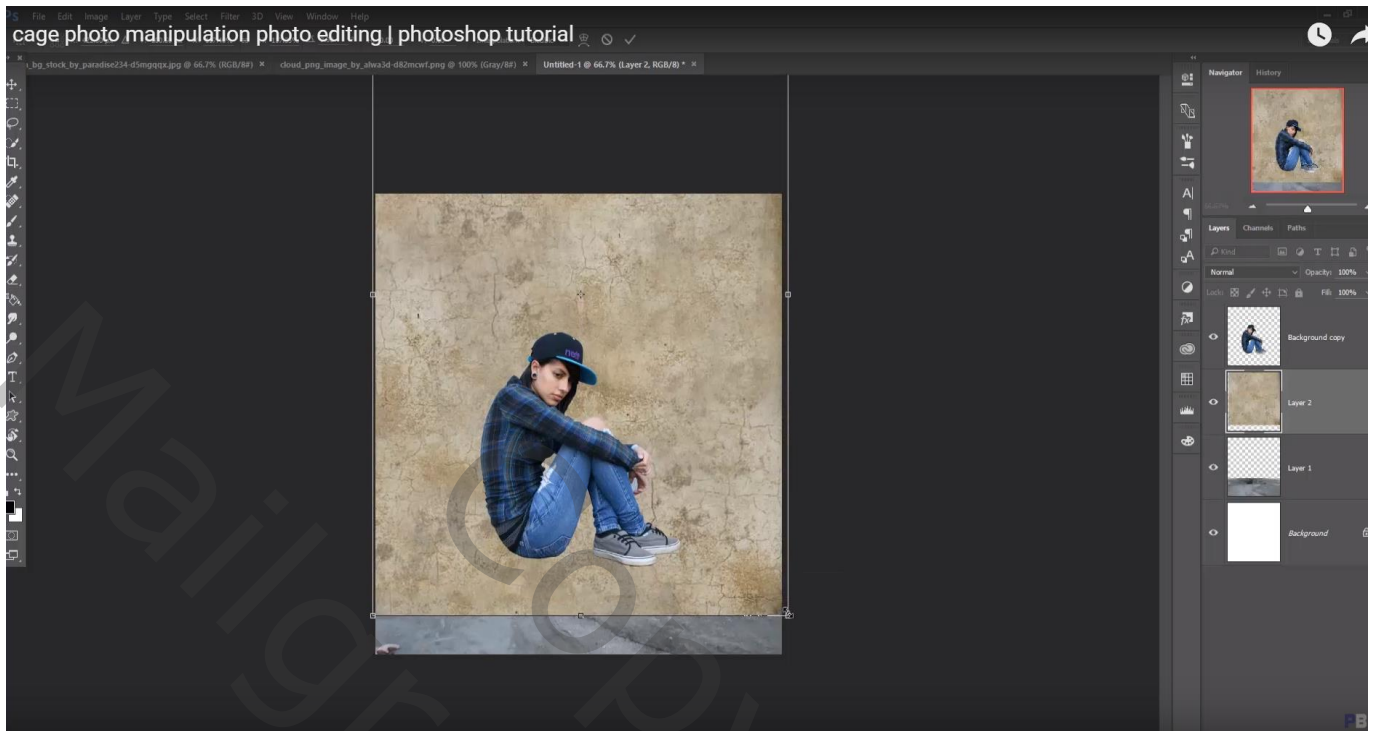 PS File Edit Image Layer Type Select Filter 3D View Window Help
cage photo manipulation photo editing | photoshop tutorial
_bg_stock_by_paradise234-d5mgqqx.jpg @ 66.7% (RGB/8#) × cloud_png_image_by_alwa3d-d82mcwf.png @ 100% (Gray/8#) × Untitled-1 @ 66.7% (Layer 2, RGB/8) * ×
Navigator History
Layers Channels Paths
Kind
Normal Opacity: 100%
Lock: Fill: 100%
Background copy
Layer 2
Layer 1
Background
PB